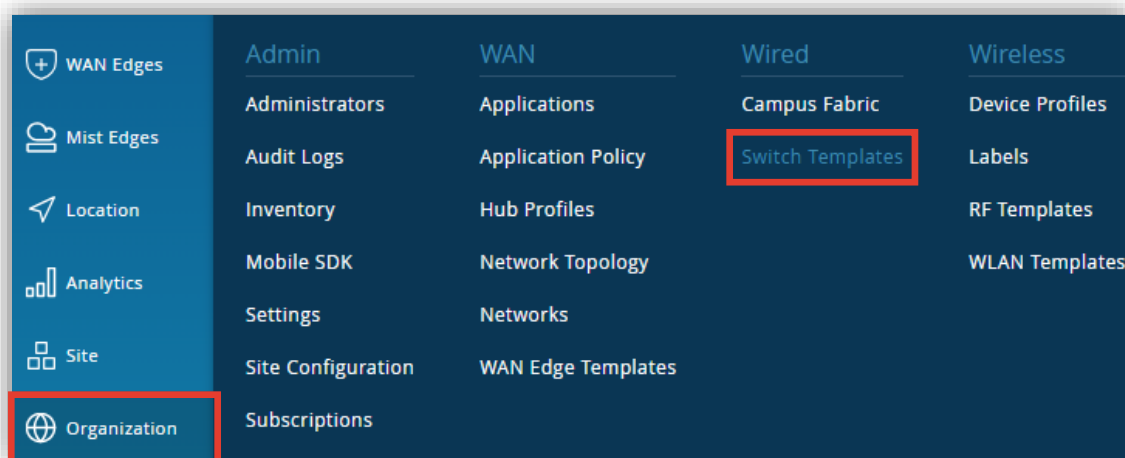 WAN Edges
Mist Edges
Location
Analytics
Site
Organization
Admin
Administrators
Audit Logs
Inventory
Mobile SDK
Settings
Site Configuration
Subscriptions
WAN
Applications
Application Policy
Hub Profiles
Network Topology
Networks
WAN Edge Templates
Wired
Campus Fabric
Switch Templates
Wireless
Device Profiles
Labels
RF Templates
WLAN Templates